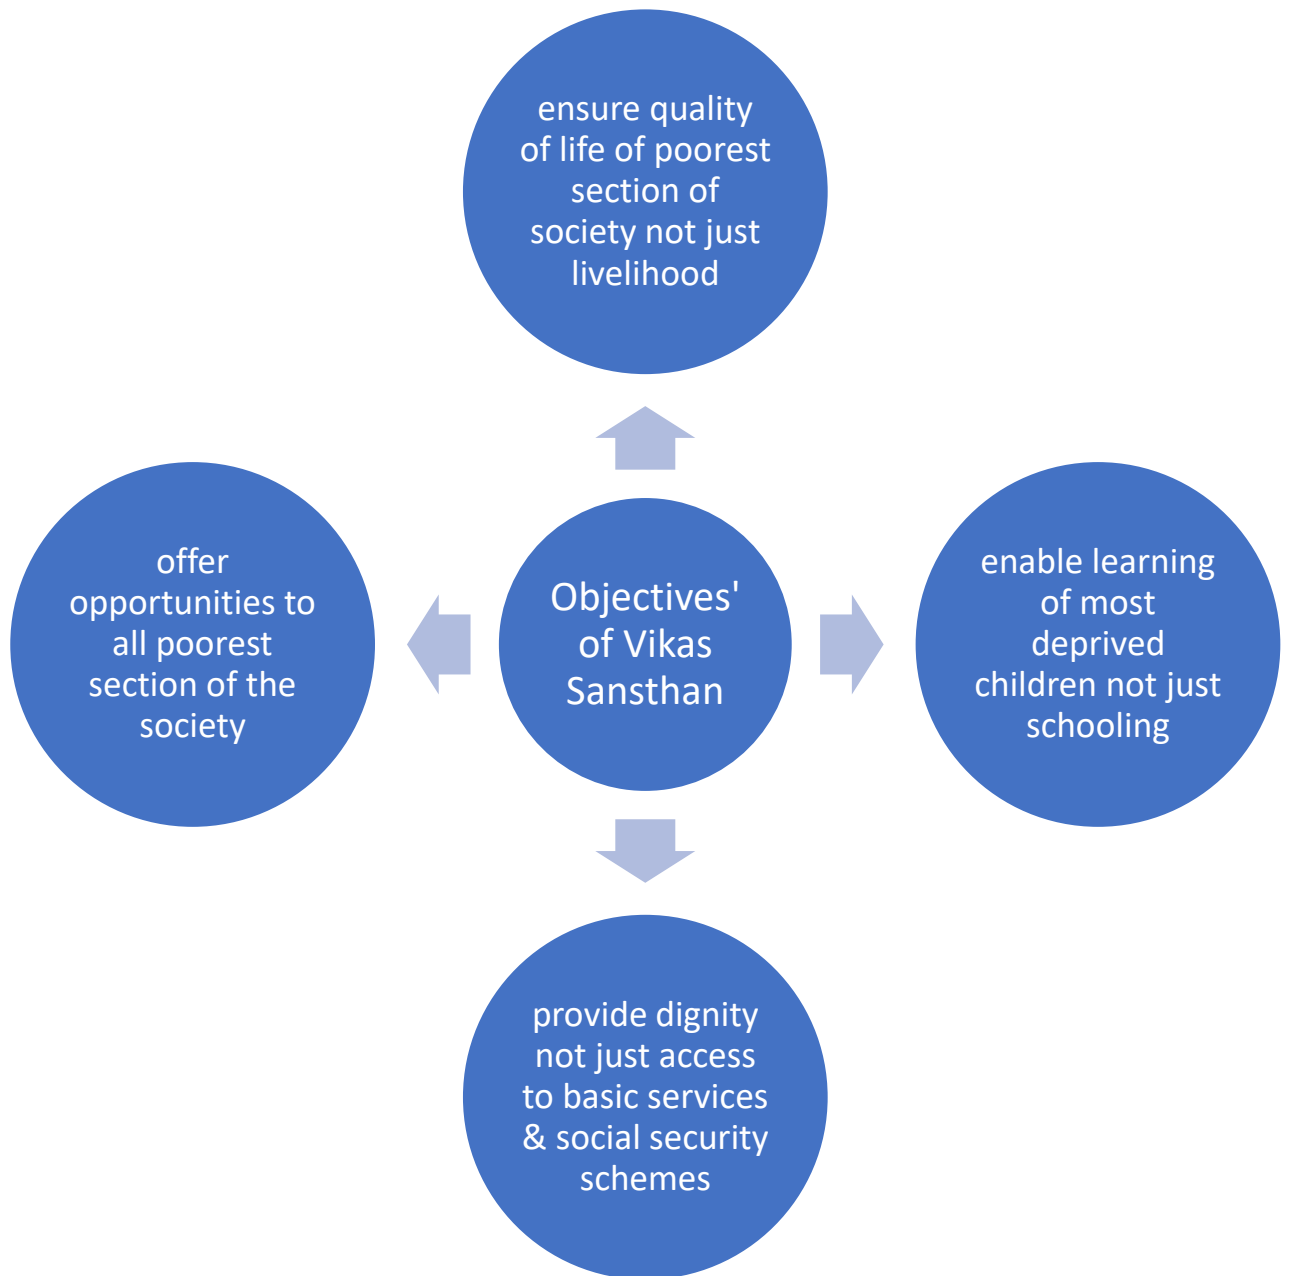 ensure quality
of life of poorest
section of
society not just
livelihood
offer
opportunities to
all poorest
section of the
society
Objectives'
of Vikas
Sansthan
enable learning
of most
deprived
children not just
schooling
provide dignity
not just access
to basic services
& social security
schemes